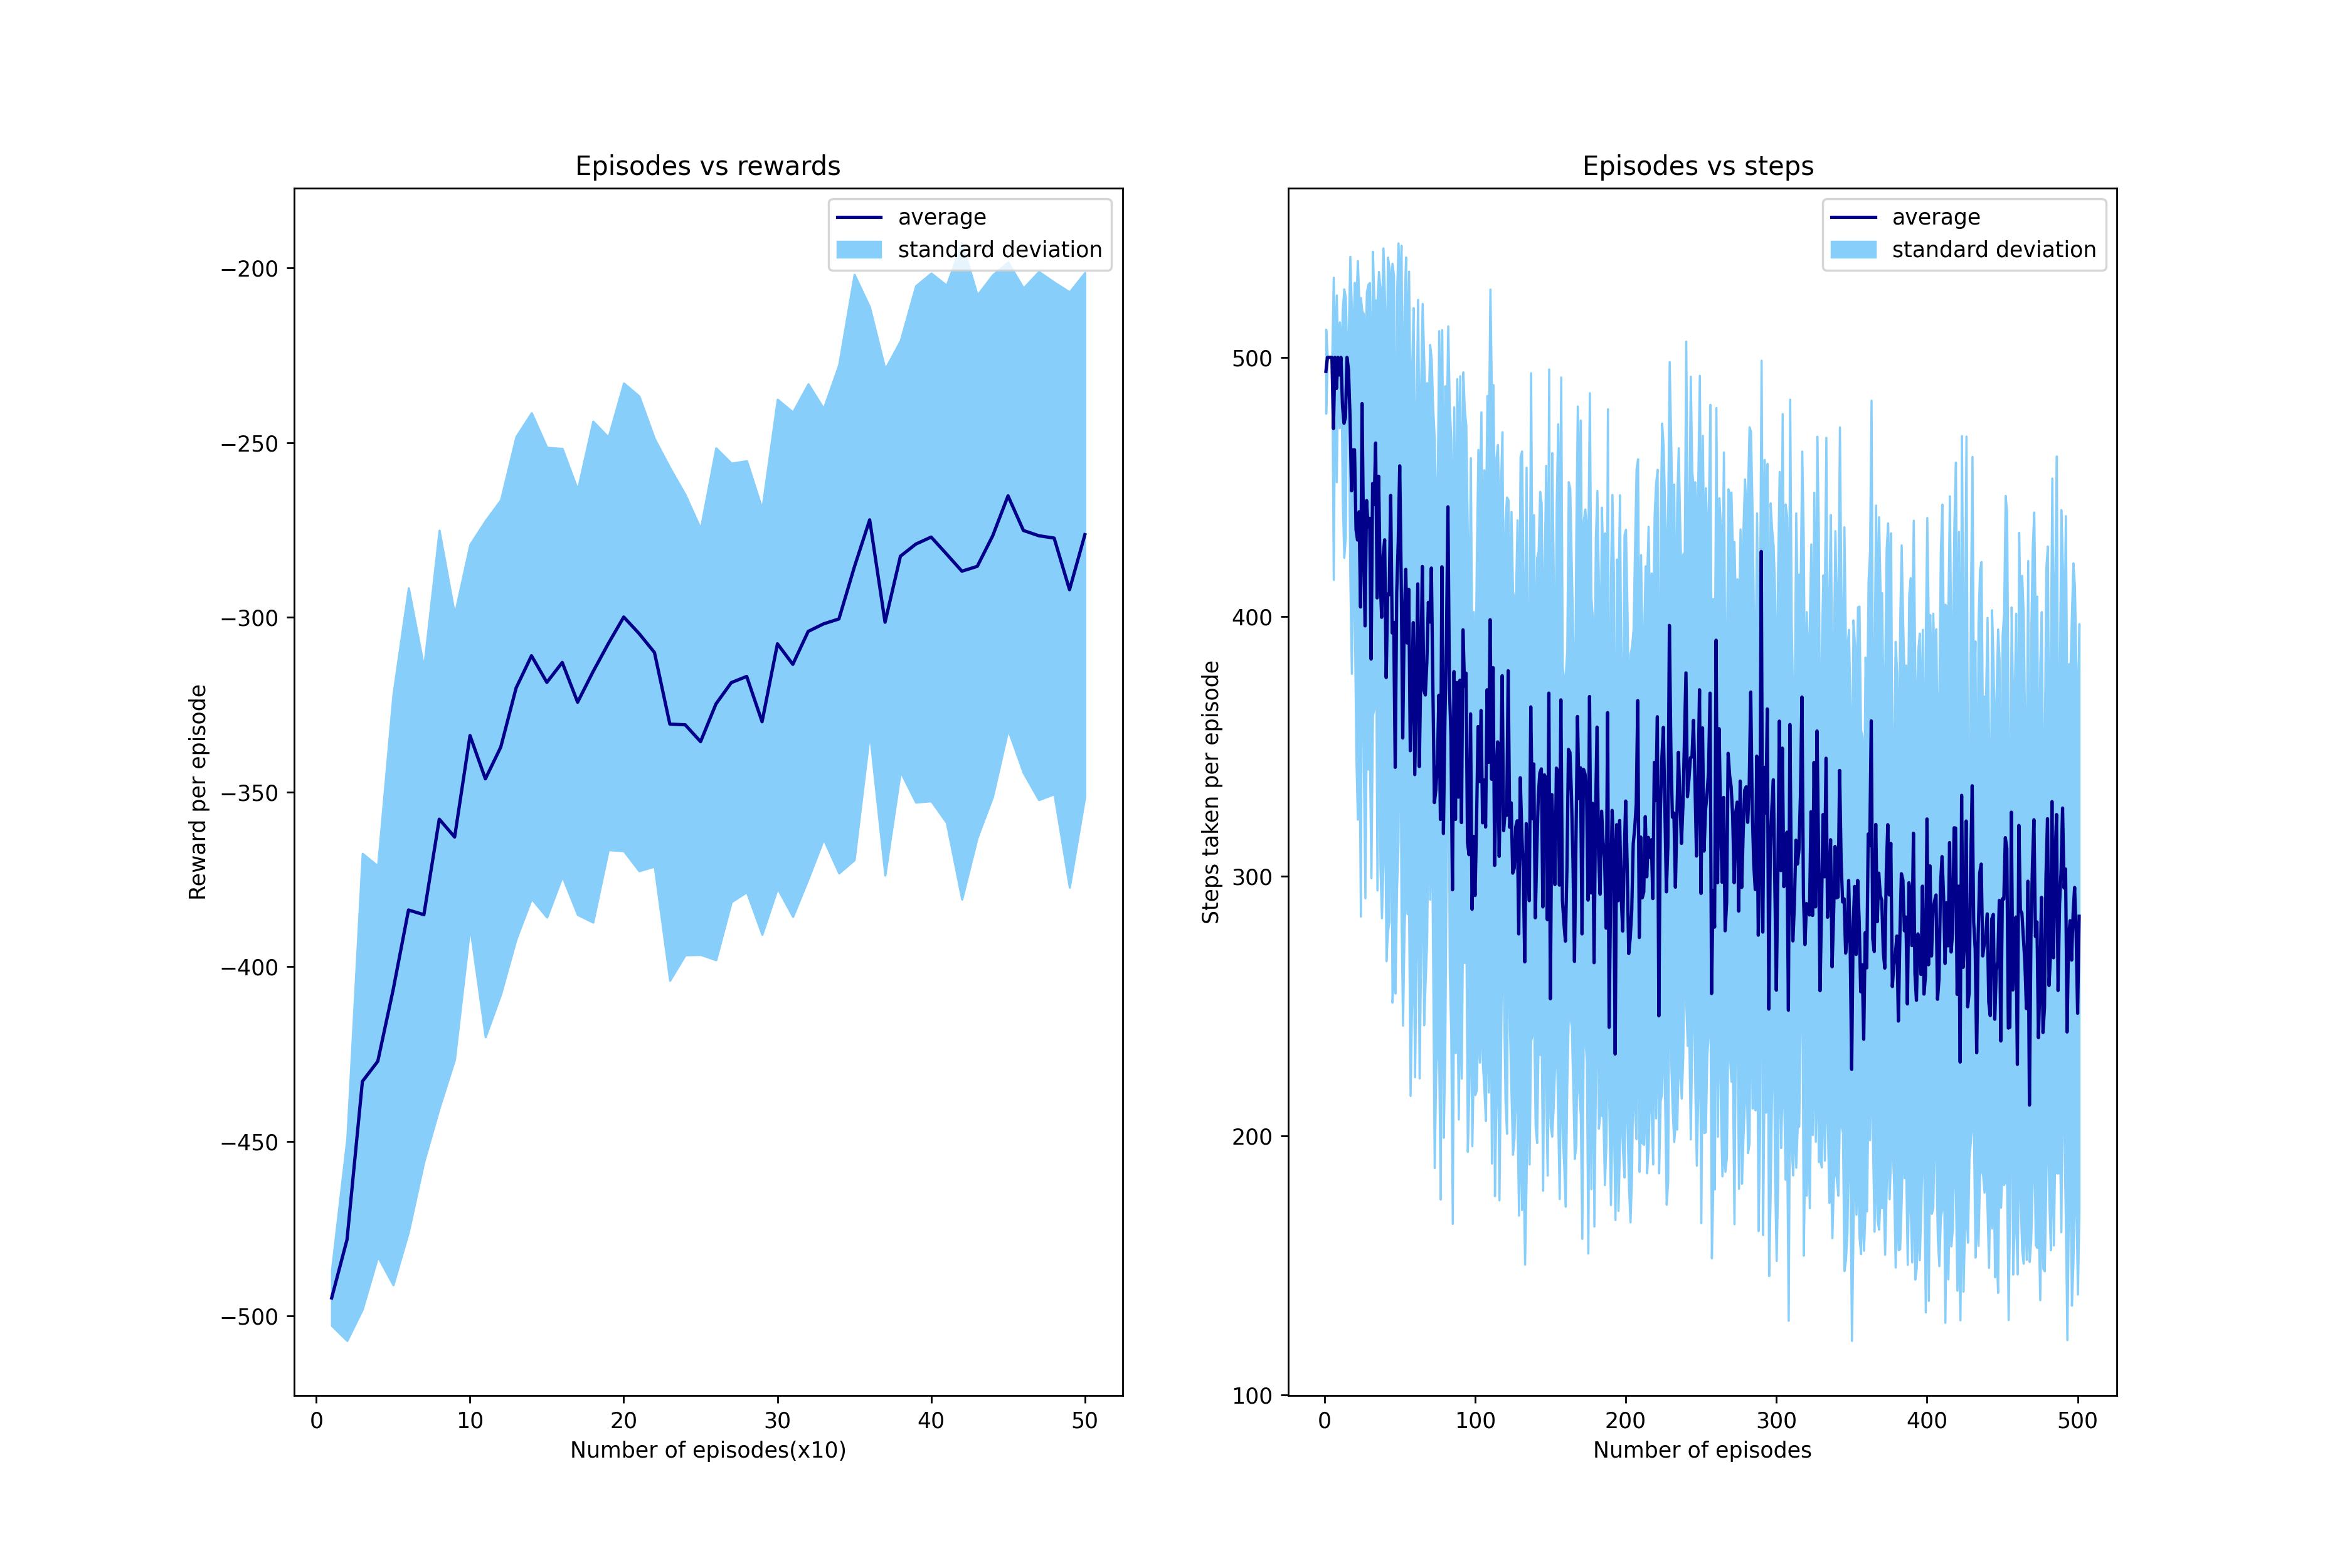 Episodes vs rewards
average
standard deviation
−200
−250
−300
−350
−400
−450
−500
Reward per episode
0 10 20 30 40 50
Number of episodes(x10)
Episodes vs steps
average
standard deviation
500
400
300
200
100
Steps taken per episode
0 100 200 300 400 500
Number of episodes